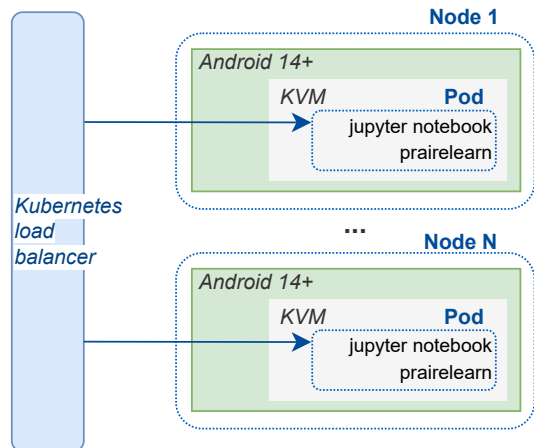 Node 1
Android 14+
KVM
Pod
jupyter notebook
prairelearn
Kubernetes
load
balancer
...
Node N
Android 14+
KVM
Pod
jupyter notebook
prairelearn